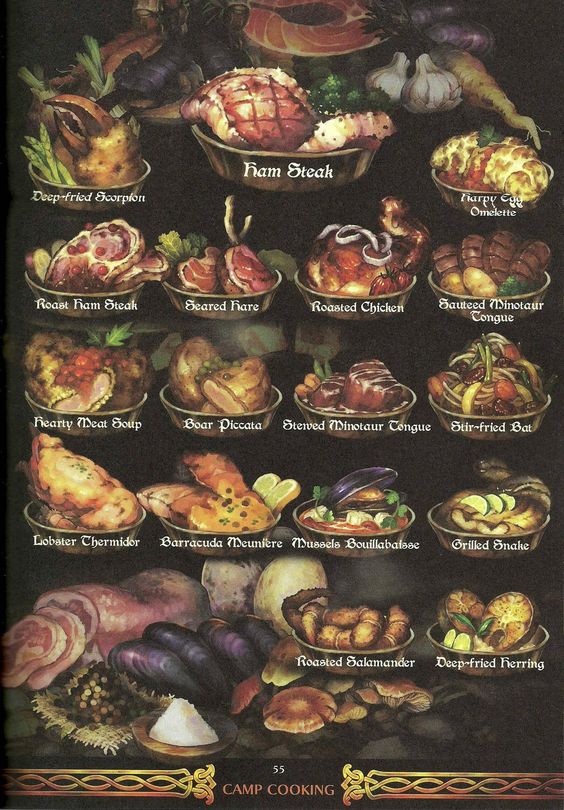 Ham Steak
Deep-fried Scorpion
Harpy Egg
Omelette
Roast Ham Steak
Seared Hare
Roasted Chicken
Sauteed Minotaur
Tongue
Hearty Meat Soup
Boar Piccata
Stewed Minotaur Tongue
Stir-fried Bat
Lobster Thermidor
Barracuda Meuniere
Mussels Bouillabaisse
Grilled Snake
Roasted Salamander
Deep-fried Herring
55
CAMP COOKING